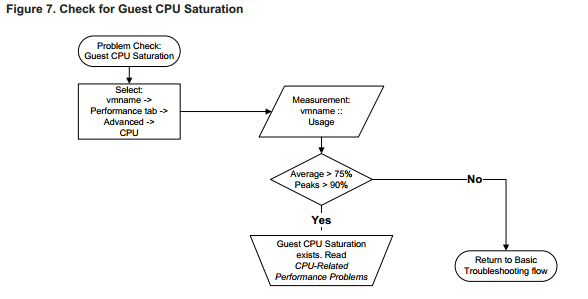 Figure 7. Check for Guest CPU Saturation
Problem Check:
Guest CPU Saturation
Select:
vmname ->
Performance tab ->
Advanced ->
CPU
Measurement:
vmname ::
Usage
Average > 75%
Peaks > 90%
No
Yes
Guest CPU Saturation
exists. Read
CPU-Related
Performance Problems
Return to Basic
Troubleshooting flow